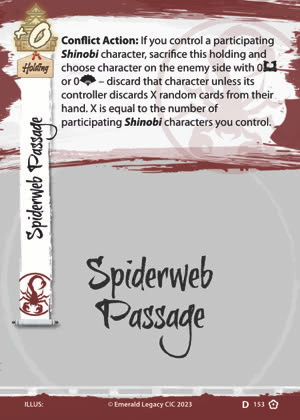 +0
Holding
Conflict Action: If you control a participating
Shinobi character, sacrifice this holding and
choose character on the enemy side with 0
or 0 – discard that character unless its
controller discards X random cards from their
hand. X is equal to the number of
participating Shinobi characters you control.
Spiderweb Passage
Spiderweb
Passage
ILLUS:
© Emerald Legacy CIC 2023
D 153